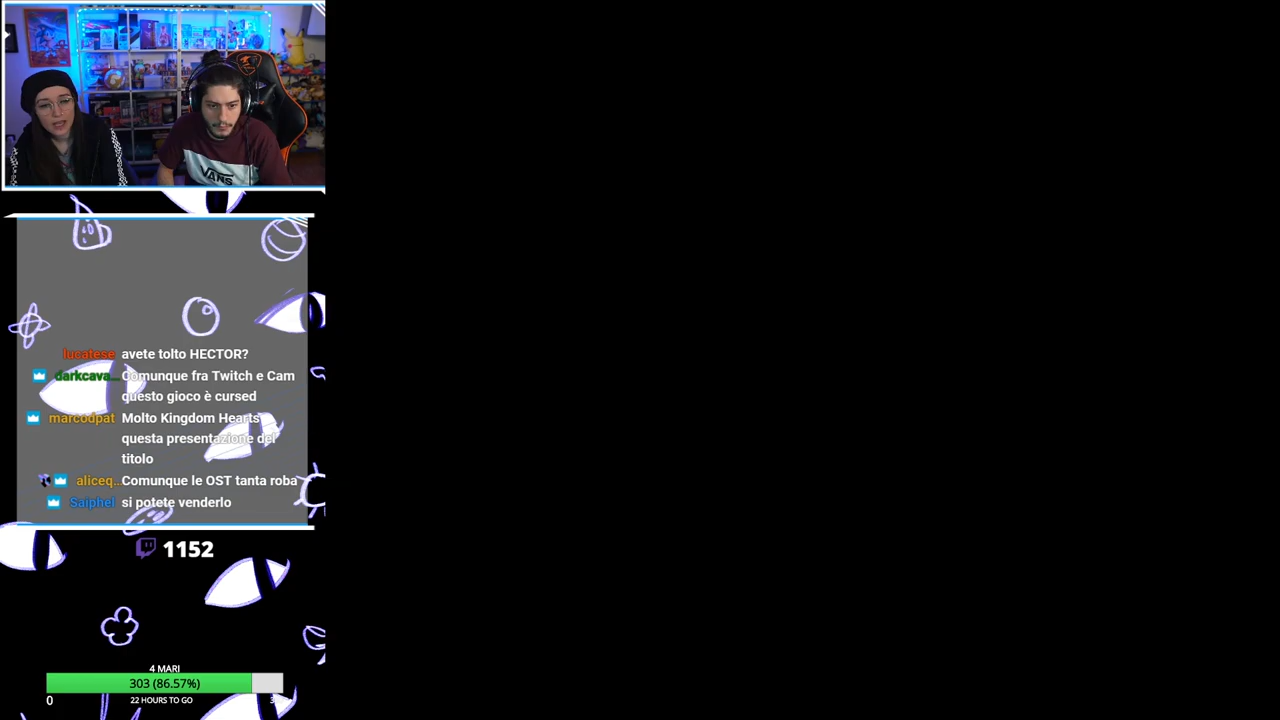 VANS
lucatese avete tolto HECTOR?
darkcava... Comunque fra Twitch e Cam
questo gioco è cursed
marcodpat Molto Kingdom Hearts
questa presentazione del
titolo
aliceq... Comunque le OST tanta roba
Saiphel si potete venderlo
1152
4 MARI
303 (86.57%)
0 22 HOURS TO GO